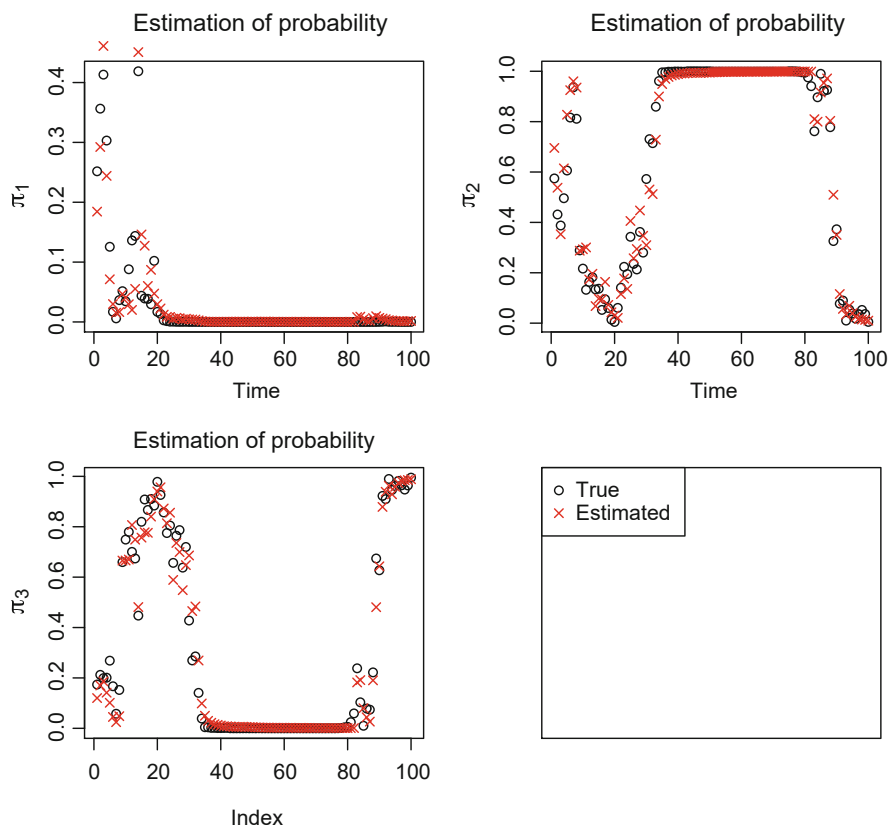 Estimation of probability
π1
0.0 0.1 0.2 0.3 0.4
0 20 40 60 80 100
Time
Estimation of probability
π2
0.0 0.2 0.4 0.6 0.8 1.0
0 20 40 60 80 100
Time
Estimation of probability
π3
0.0 0.2 0.4 0.6 0.8 1.0
0 20 40 60 80 100
Index
True
Estimated